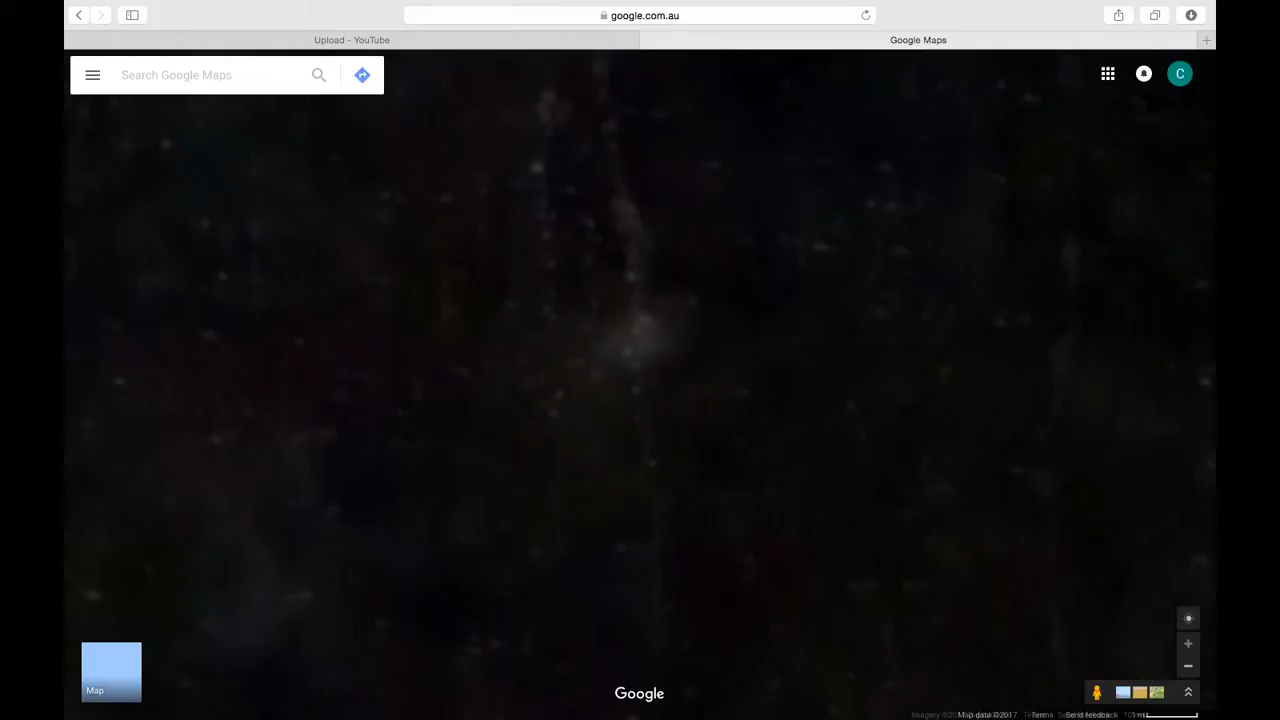 google.com.au
Upload - YouTube
Google Maps
Search Google Maps
C
Map
Google
Map data ©2017 Terms Send feedback